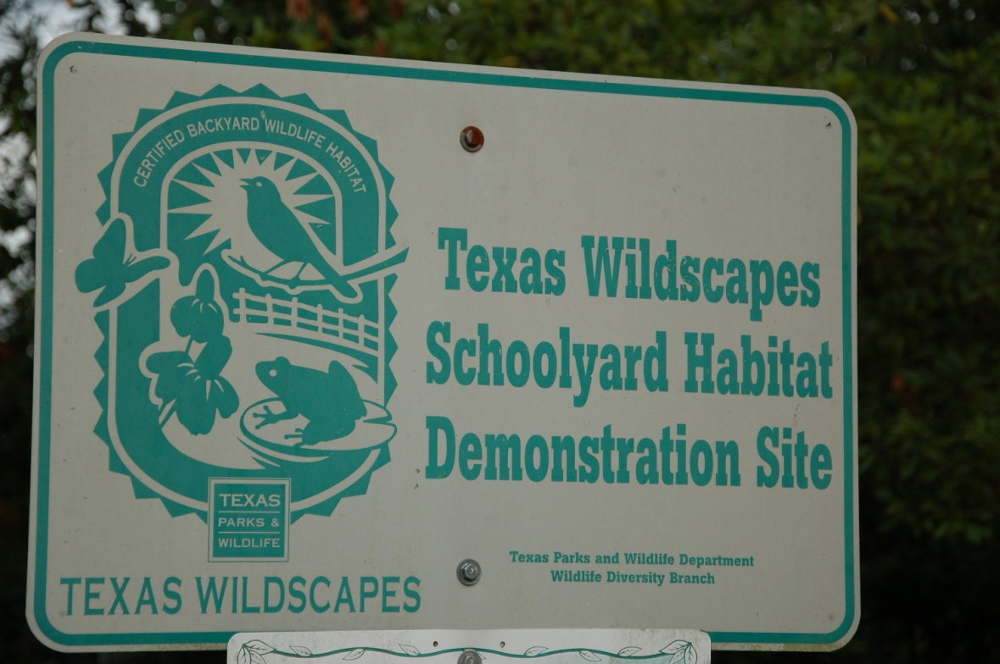 CERTIFIED BACKYARD WILDLIFE HABITAT
TEXAS
PARKS &
WILDLIFE
TEXAS WILDSCAPES
Texas Wildscapes
Schoolyard Habitat
Demonstration Site
Texas Parks and Wildlife Department
Wildlife Diversity Branch